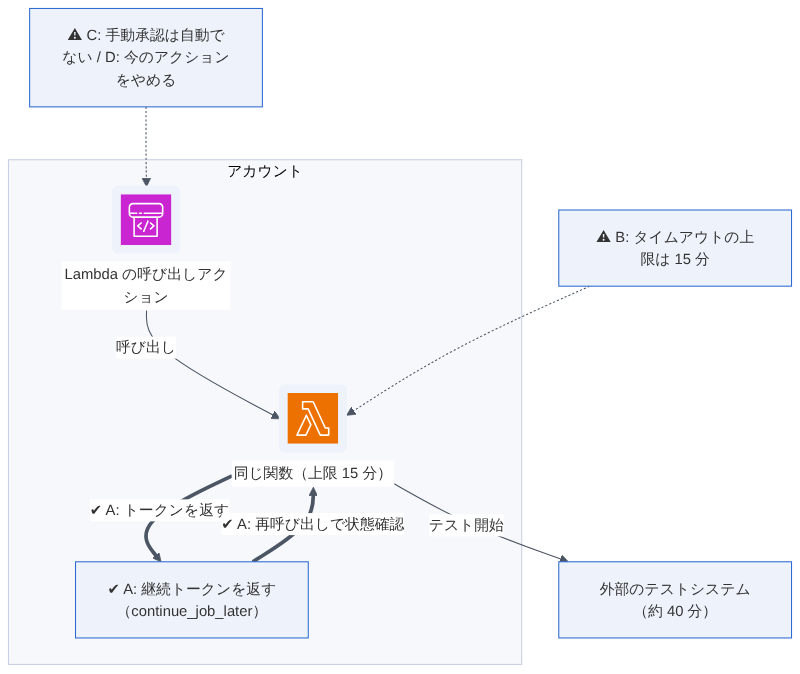 ⚠ C: 手動承認は自動で
ない / D: 今のアクション
をやめる
アカウント
Lambda の呼び出しアク
ション
⚠ B: タイムアウトの上
限は 15 分
呼び出し
同じ関数（上限 15 分）
✔ A: トークンを返す
✔ A: 再呼び出しで状態確認
テスト開始
✔ A: 継続トークンを返す
（continue_job_later）
外部のテストシステム
（約 40 分）